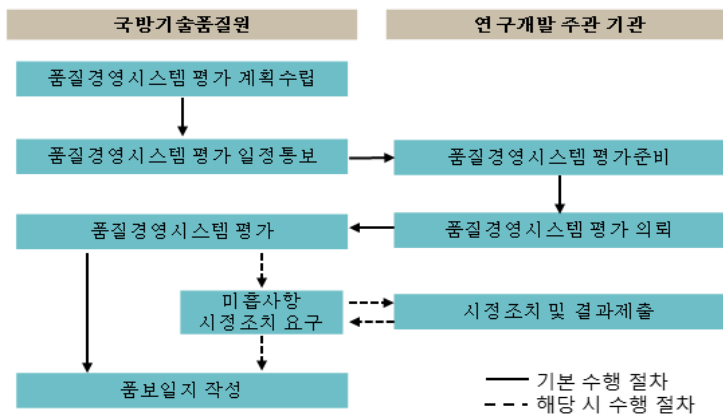 국방기술품질원
연구개발 주관 기관
품질경영시스템 평가 계획수립
품질경영시스템 평가 일정통보
품질경영시스템 평가준비
품질경영시스템 평가
품질경영시스템 평가 의뢰
미흡사항
시정조치 요구
시정조치 및 결과제출
품보일지 작성
기본 수행 절차
해당 시 수행 절차